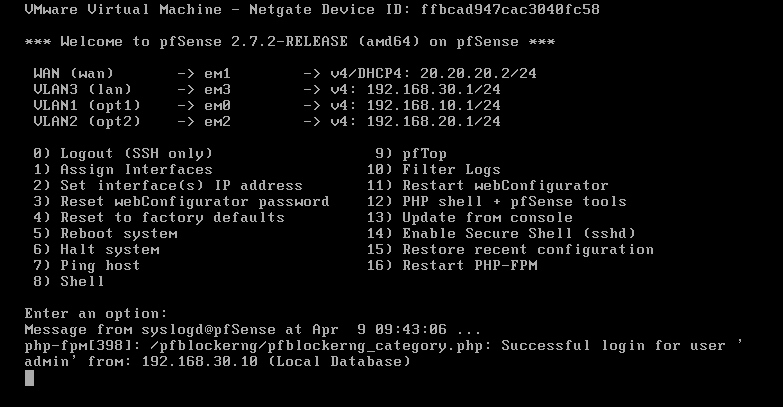 VMware Virtual Machine - Netgate Device ID: ffbcad947cac3040fc58
*** Welcome to pfSense 2.7.2-RELEASE (amd64) on pfSense ***
WAN (wan) -> em1 -> v4/DHCP4: 20.20.20.2/24
VLAN3 (lan) -> em3 -> v4: 192.168.30.1/24
VLAN1 (opt1) -> em0 -> v4: 192.168.10.1/24
VLAN2 (opt2) -> em2 -> v4: 192.168.20.1/24
0) Logout (SSH only) 9) pfTop
1) Assign Interfaces 10) Filter Logs
2) Set interface(s) IP address 11) Restart webConfigurator
3) Reset webConfigurator password 12) PHP shell + pfSense tools
4) Reset to factory defaults 13) Update from console
5) Reboot system 14) Enable Secure Shell (sshd)
6) Halt system 15) Restore recent configuration
7) Ping host 16) Restart PHP-FPM
8) Shell
Enter an option:
Message from syslogd@pfSense at Apr  9 09:43:06 ...
php-fpm[398]: /pfblockerng/pfblockerng_category.php: Successful login for user '
admin' from: 192.168.30.10 (Local Database)